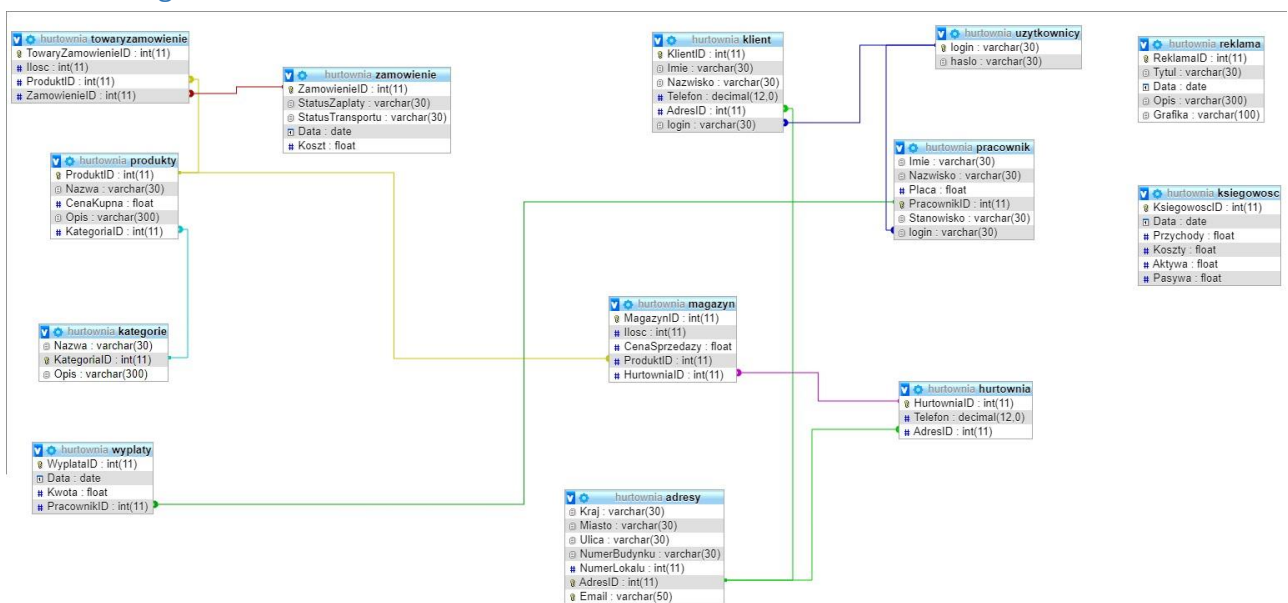 hurtownia towaryzamowienie
TowaryZamowienieID : int(11)
Ilosc : int(11)
ProduktID : int(11)
ZamowienieID : int(11)
hurtownia zamowienie
ZamowienieID : int(11)
StatusZaplaty : varchar(30)
StatusTransportu : varchar(30)
Data : date
Koszt : float
hurtownia klient
KlientID : int(11)
Imie : varchar(30)
Nazwisko : varchar(30)
Telefon : decimal(12,0)
AdresID : int(11)
login : varchar(30)
hurtownia uzytkownicy
login : varchar(30)
haslo : varchar(30)
hurtownia reklama
ReklamaID : int(11)
Tytul : varchar(30)
Data : date
Opis : varchar(300)
Grafika : varchar(100)
hurtownia produkty
ProduktID : int(11)
Nazwa : varchar(30)
CenaKupna : float
Opis : varchar(300)
KategoriaID : int(11)
hurtownia pracownik
Imie : varchar(30)
Nazwisko : varchar(30)
Placa : float
PracownikID : int(11)
Stanowisko : varchar(30)
login : varchar(30)
hurtownia ksiegowosc
KsiegowoscID : int(11)
Data : date
Przychody : float
Koszty : float
Aktywa : float
Pasywa : float
hurtownia kategorie
Nazwa : varchar(30)
KategoriaID : int(11)
Opis : varchar(300)
hurtownia magazyn
MagazynID : int(11)
Ilosc : int(11)
CenaSprzedazy : float
ProduktID : int(11)
HurtowniaID : int(11)
hurtownia hurtownia
HurtowniaID : int(11)
Telefon : decimal(12,0)
AdresID : int(11)
hurtownia wyplaty
WyplataID : int(11)
Data : date
Kwota : float
PracownikID : int(11)
hurtownia adresy
Kraj : varchar(30)
Miasto : varchar(30)
Ulica : varchar(30)
NumerBudynku : varchar(30)
NumerLokalu : int(11)
AdresID : int(11)
Email : varchar(50)